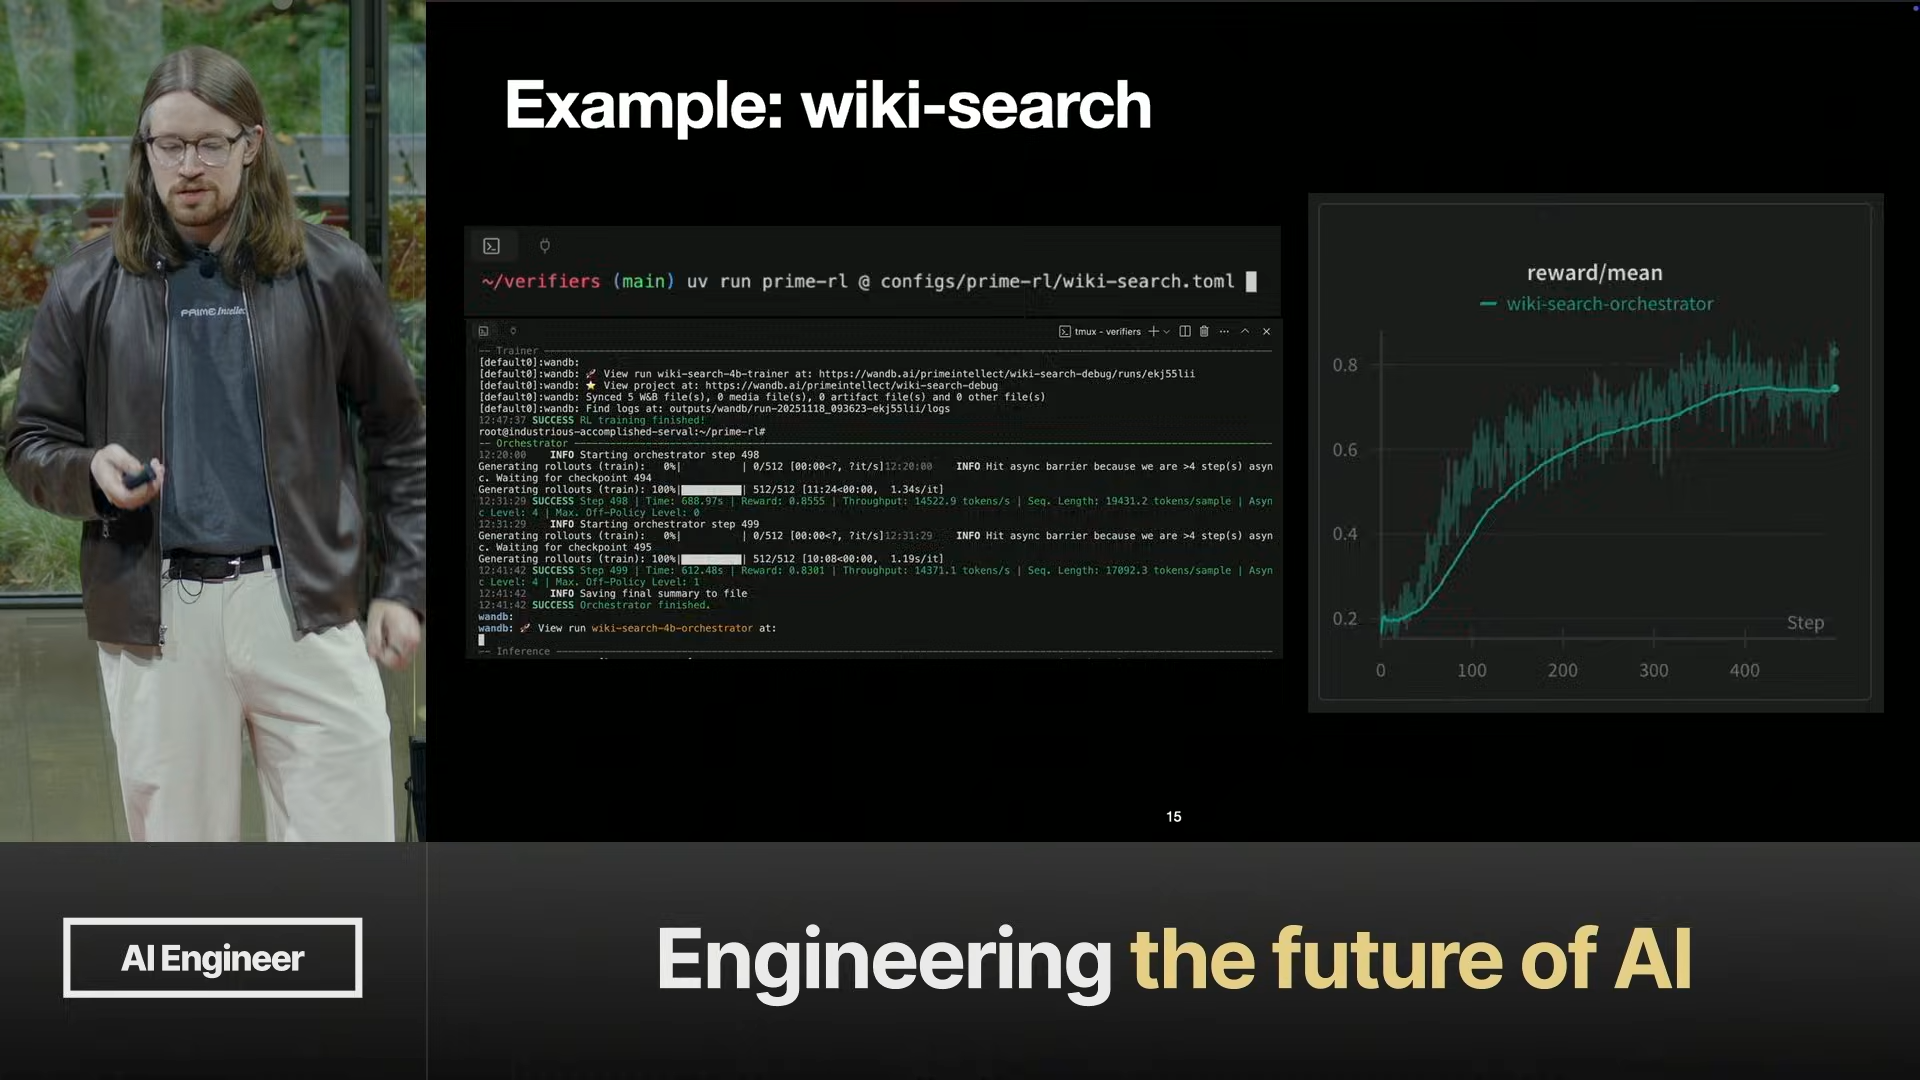 Example: wiki-search
~/verifiers (main) uv run prime-rl @ configs/prime-rl/wiki-search.toml
tmux - verifiers
-- Trainer
[default0]:wandb:
[default0]:wandb: 🚀 View run wiki-search-4b-trainer at: https://wandb.ai/primeintellect/wiki-search-debug/runs/ekj55lii
[default0]:wandb: ⭐ View project at: https://wandb.ai/primeintellect/wiki-search-debug
[default0]:wandb: Synced 5 W&B file(s), 0 media file(s), 0 artifact file(s) and 0 other file(s)
[default0]:wandb: Find logs at: outputs/wandb/run-20251118_093623-ekj55lii/logs
12:47:37 SUCCESS RL training finished!
root@industrious-accomplished-serval:~/prime-rl#
-- Orchestrator
12:20:00 INFO Starting orchestrator step 498
Generating rollouts (train): 0%| | 0/512 [00:00<?, ?it/s]12:20:00 INFO Hit async barrier because we are >4 step(s) asyn
c. Waiting for checkpoint 494
Generating rollouts (train): 100%| | 512/512 [11:24<00:00, 1.34s/it]
12:31:29 SUCCESS Step 498 | Time: 688.97s | Reward: 0.8555 | Throughput: 14522.9 tokens/s | Seq. Length: 19431.2 tokens/sample | Asyn
c Level: 4 | Max. Off-Policy Level: 0
12:31:29 INFO Starting orchestrator step 499
Generating rollouts (train): 0%| | 0/512 [00:00<?, ?it/s]12:31:29 INFO Hit async barrier because we are >4 step(s) asyn
c. Waiting for checkpoint 495
Generating rollouts (train): 100%| | 512/512 [10:08<00:00, 1.19s/it]
12:41:42 SUCCESS Step 499 | Time: 612.48s | Reward: 0.8301 | Throughput: 14371.1 tokens/s | Seq. Length: 17092.3 tokens/sample | Asyn
c Level: 4 | Max. Off-Policy Level: 1
12:41:42 INFO Saving final summary to file
12:41:42 SUCCESS Orchestrator finished.
wandb:
wandb: 🚀 View run wiki-search-4b-orchestrator at:
-- Inference
reward/mean
wiki-search-orchestrator
0.8
0.6
0.4
0.2
Step
0 100 200 300 400
15
PRIME Intellec
AI Engineer
Engineering the future of AI